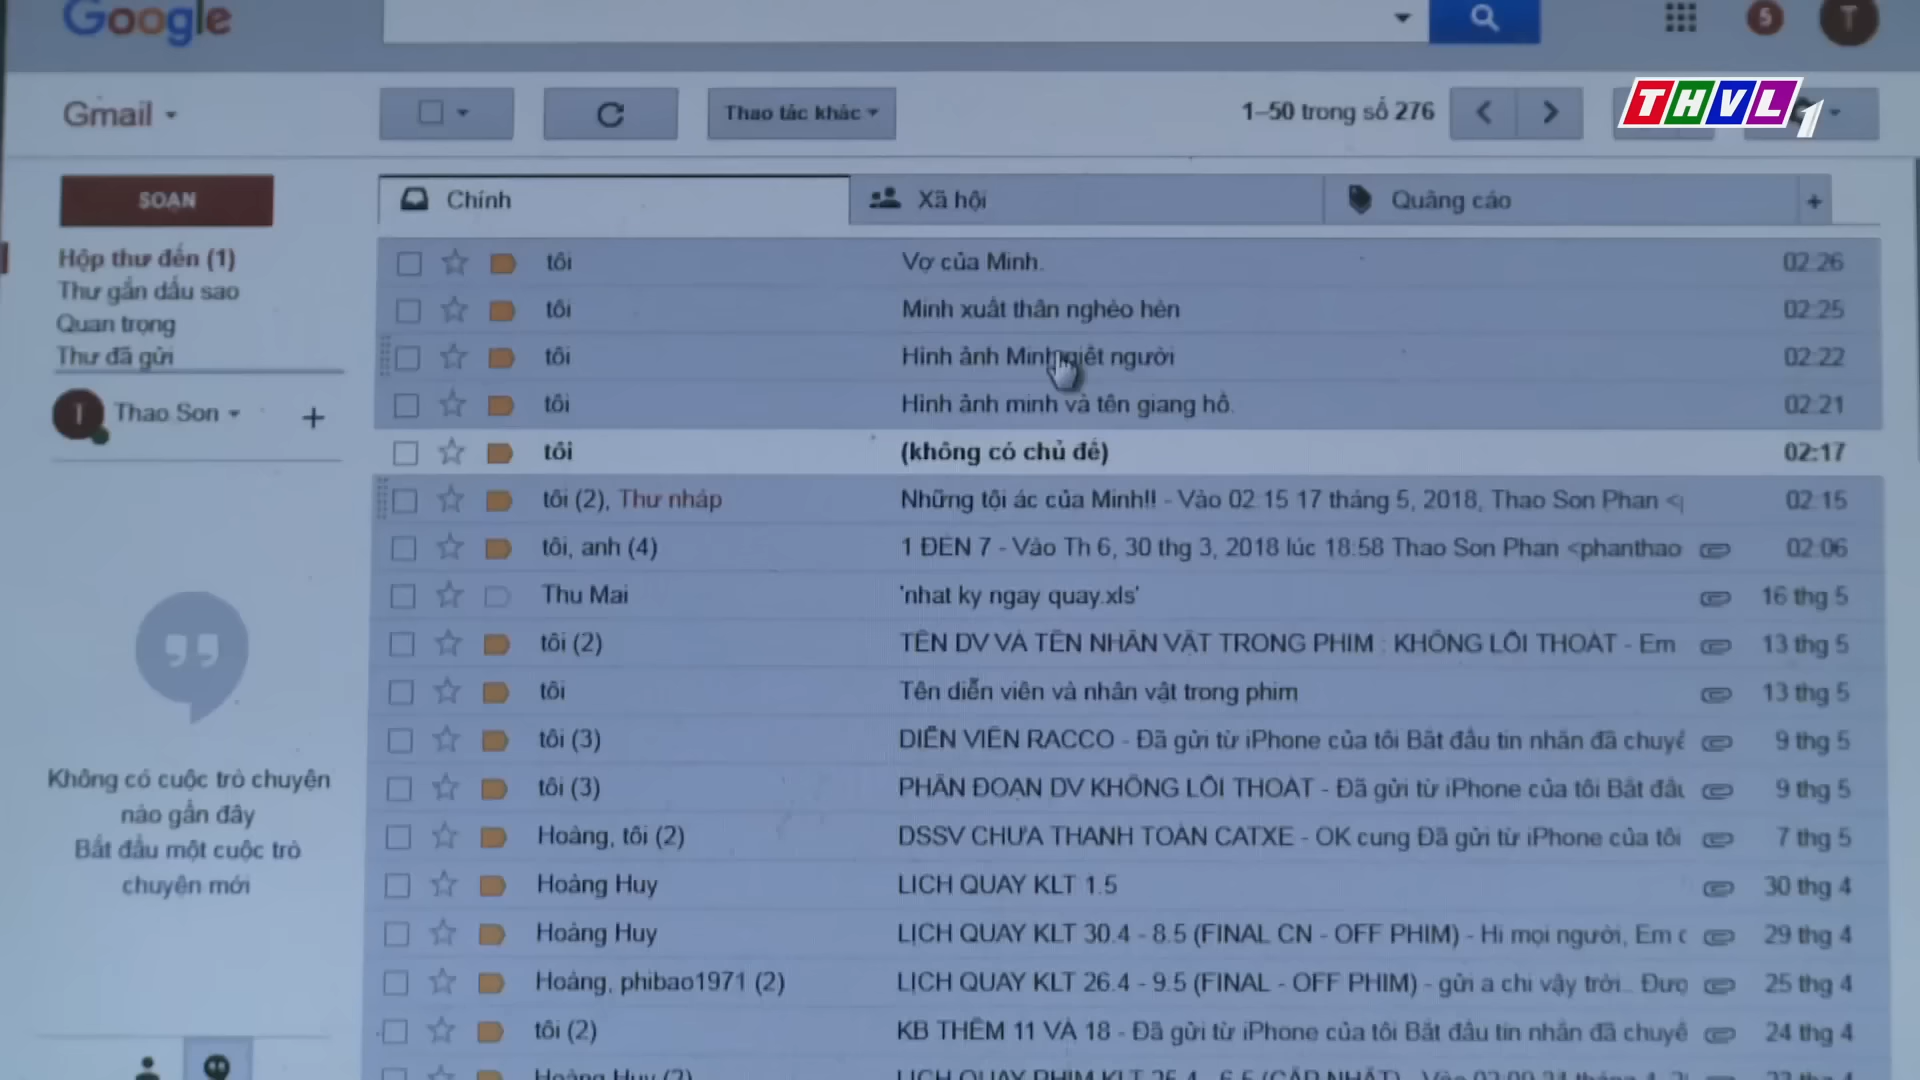 Google
5
T
THVL1
Gmail
Thao tác khác
1–50 trong số 276
SOẠN
Chính
Xã hội
Quảng cáo
+
Hộp thư đến (1)
Thư gắn dấu sao
Quan trọng
Thư đã gửi
T
Thao Son
+
Không có cuộc trò chuyện
nào gần đây
Bắt đầu một cuộc trò
chuyện mới
tôi Vợ của Minh. 02:26
tôi Minh xuất thân nghèo hèn 02:25
tôi Hình ảnh Minh giết người 02:22
tôi Hình ảnh minh và tên giang hồ. 02:21
tôi (không có chủ đề) 02:17
tôi (2), Thư nháp Những tội ác của Minh!! - Vào 02:15 17 tháng 5, 2018, Thao Son Phan <p 02:15
tôi, anh (4) 1 ĐẾN 7 - Vào Th 6, 30 thg 3, 2018 lúc 18:58 Thao Son Phan <phanthao 02:06
Thu Mai 'nhat ky ngay quay.xls' 16 thg 5
tôi (2) TÊN DV VÀ TÊN NHÂN VẬT TRONG PHIM : KHÔNG LỐI THOÁT - Em 13 thg 5
tôi Tên diễn viên và nhân vật trong phim 13 thg 5
tôi (3) DIỄN VIÊN RACCO - Đã gửi từ iPhone của tôi Bắt đầu tin nhắn đã chuyể 9 thg 5
tôi (3) PHÂN ĐOẠN DV KHÔNG LỐI THOÁT - Đã gửi từ iPhone của tôi Bắt đầu 9 thg 5
Hoàng, tôi (2) DSSV CHƯA THANH TOÁN CATXE - OK cung Đã gửi từ iPhone của tôi 7 thg 5
Hoàng Huy LỊCH QUAY KLT 1.5 30 thg 4
Hoàng Huy LỊCH QUAY KLT 30.4 - 8.5 (FINAL CN - OFF PHIM) - Hi mọi người, Em c 29 thg 4
Hoàng, phibao1971 (2) LỊCH QUAY KLT 26.4 - 9.5 (FINAL - OFF PHIM) - gửi a chi vậy trời... Đượ 25 thg 4
tôi (2) KB THÊM 11 VÀ 18 - Đã gửi từ iPhone của tôi Bắt đầu tin nhắn đã chuyể 24 thg 4
Hoàng Huy (2) LỊCH QUAY PHIM KLT